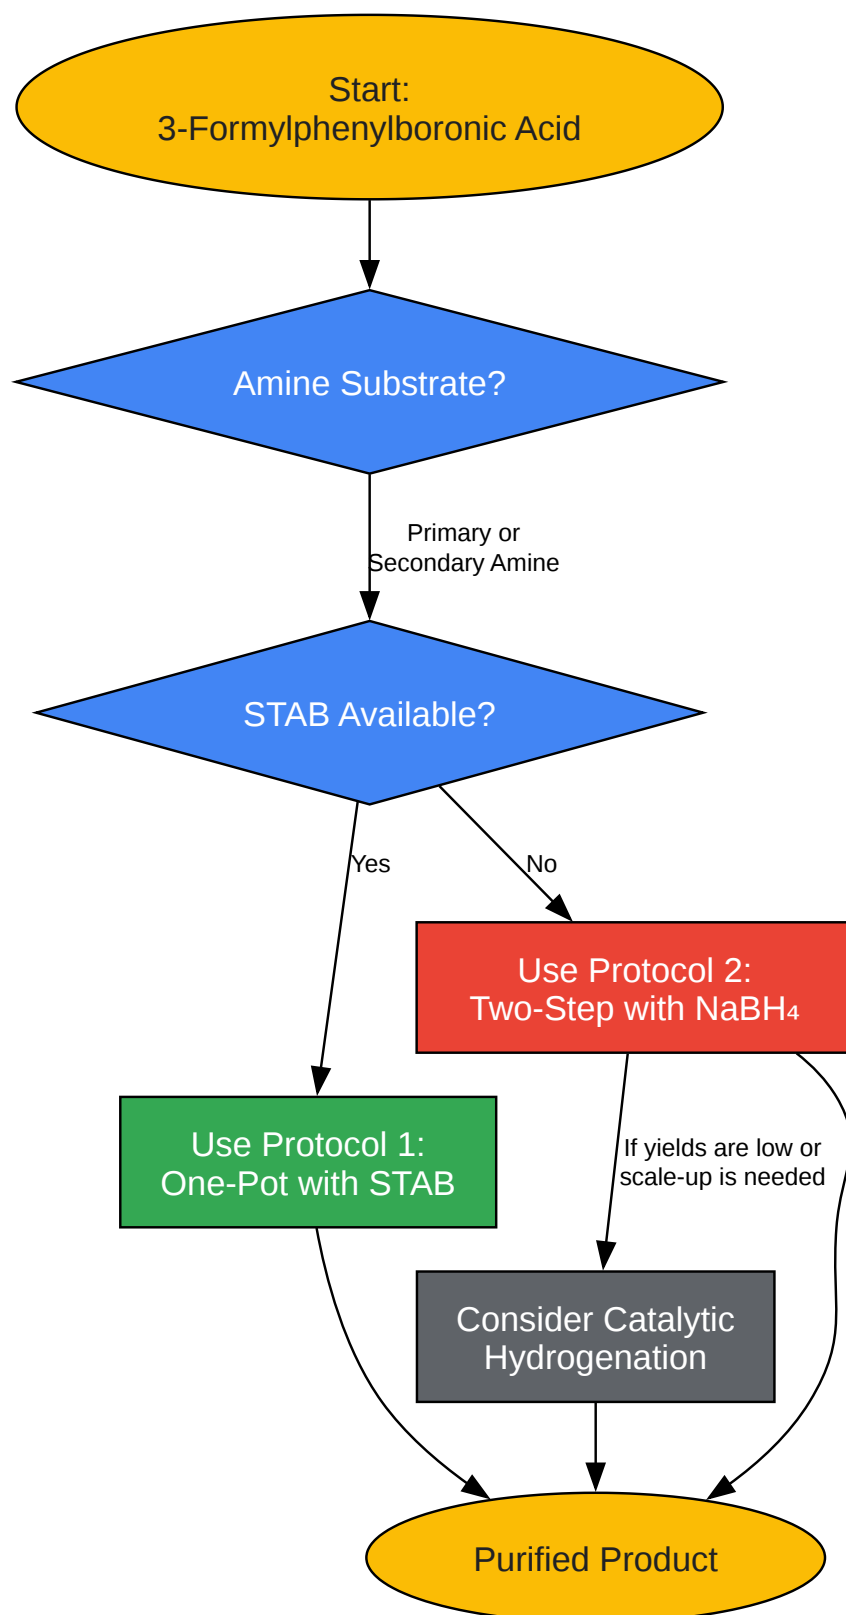 Start:
3-Formylphenylboronic Acid
Amine Substrate?
Primary or
Secondary Amine
STAB Available?
Yes
No
Use Protocol 2:
Two-Step with NaBH₄
Use Protocol 1:
One-Pot with STAB
If yields are low or
scale-up is needed
Consider Catalytic
Hydrogenation
Purified Product